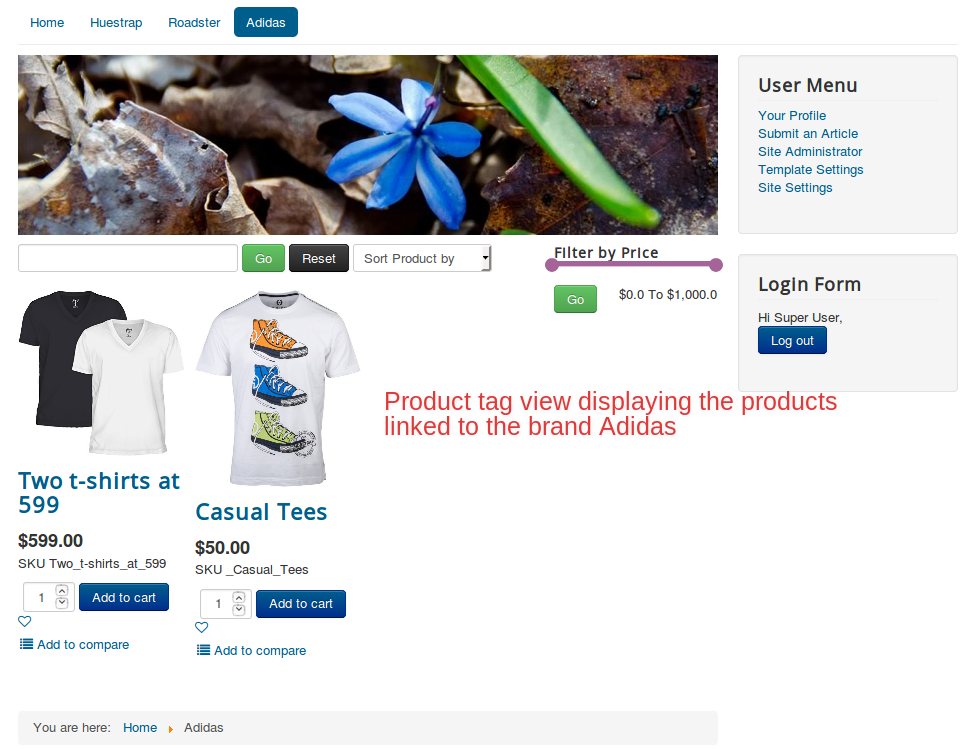 Home Huestrap Roadster Adidas
User Menu
Your Profile
Submit an Article
Site Administrator
Template Settings
Site Settings
Go Reset Sort Product by
Filter by Price
Go $0.0 To $1,000.0
Login Form
Hi Super User,
Log out
Product tag view displaying the products
linked to the brand Adidas
Two t-shirts at
599
$599.00
SKU Two_t-shirts_at_599
1 Add to cart
Add to compare
Casual Tees
$50.00
SKU _Casual_Tees
1 Add to cart
Add to compare
You are here: Home Adidas